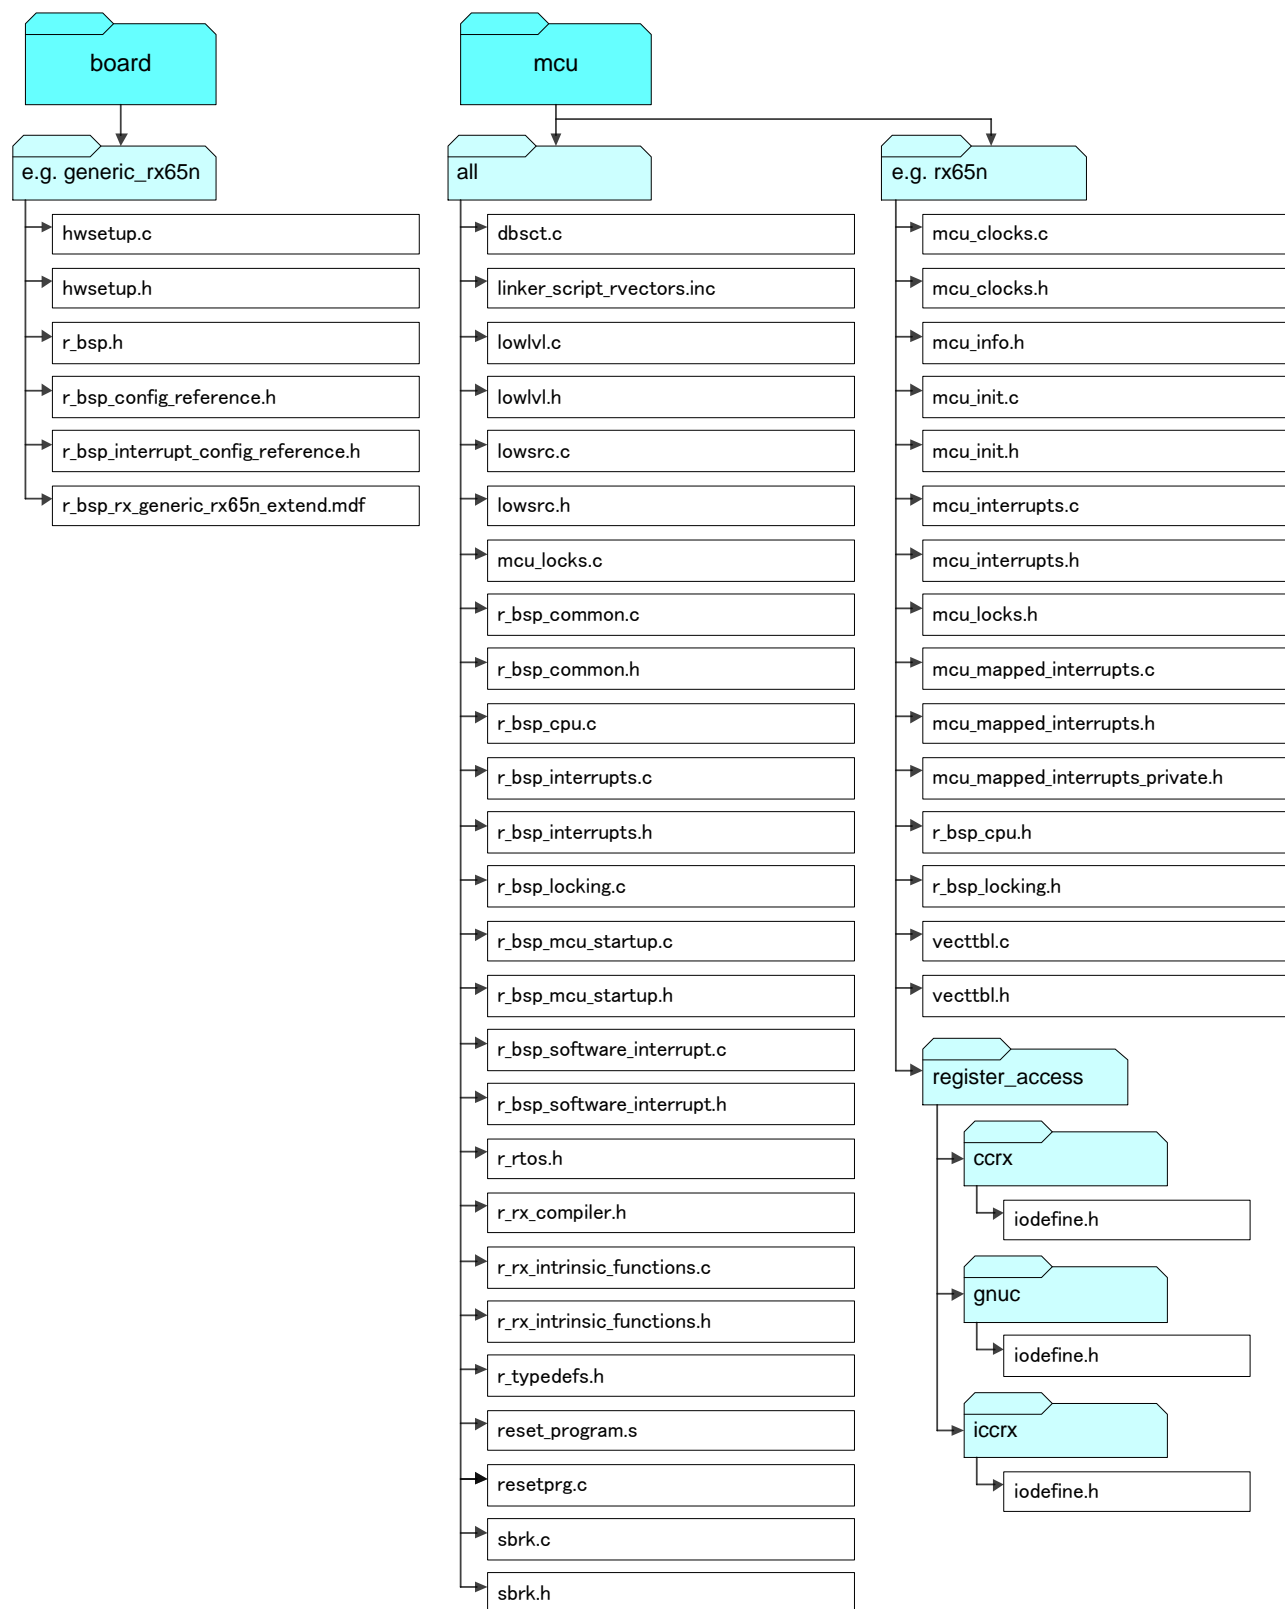 board
e.g. generic_rx65n
hwsetup.c
hwsetup.h
r_bsp.h
r_bsp_config_reference.h
r_bsp_interrupt_config_reference.h
r_bsp_rx_generic_rx65n_extend.mdf
mcu
all
dbsct.c
linker_script_rvectors.inc
lowlvl.c
lowlvl.h
lowsrc.c
lowsrc.h
mcu_locks.c
r_bsp_common.c
r_bsp_common.h
r_bsp_cpu.c
r_bsp_interrupts.c
r_bsp_interrupts.h
r_bsp_locking.c
r_bsp_mcu_startup.c
r_bsp_mcu_startup.h
r_bsp_software_interrupt.c
r_bsp_software_interrupt.h
r_rtos.h
r_rx_compiler.h
r_rx_intrinsic_functions.c
r_rx_intrinsic_functions.h
r_typedefs.h
reset_program.s
resetprg.c
sbrk.c
sbrk.h
e.g. rx65n
mcu_clocks.c
mcu_clocks.h
mcu_info.h
mcu_init.c
mcu_init.h
mcu_interrupts.c
mcu_interrupts.h
mcu_locks.h
mcu_mapped_interrupts.c
mcu_mapped_interrupts.h
mcu_mapped_interrupts_private.h
r_bsp_cpu.h
r_bsp_locking.h
vecttbl.c
vecttbl.h
register_access
ccrx
iodefine.h
gnuc
iodefine.h
iccrx
iodefine.h